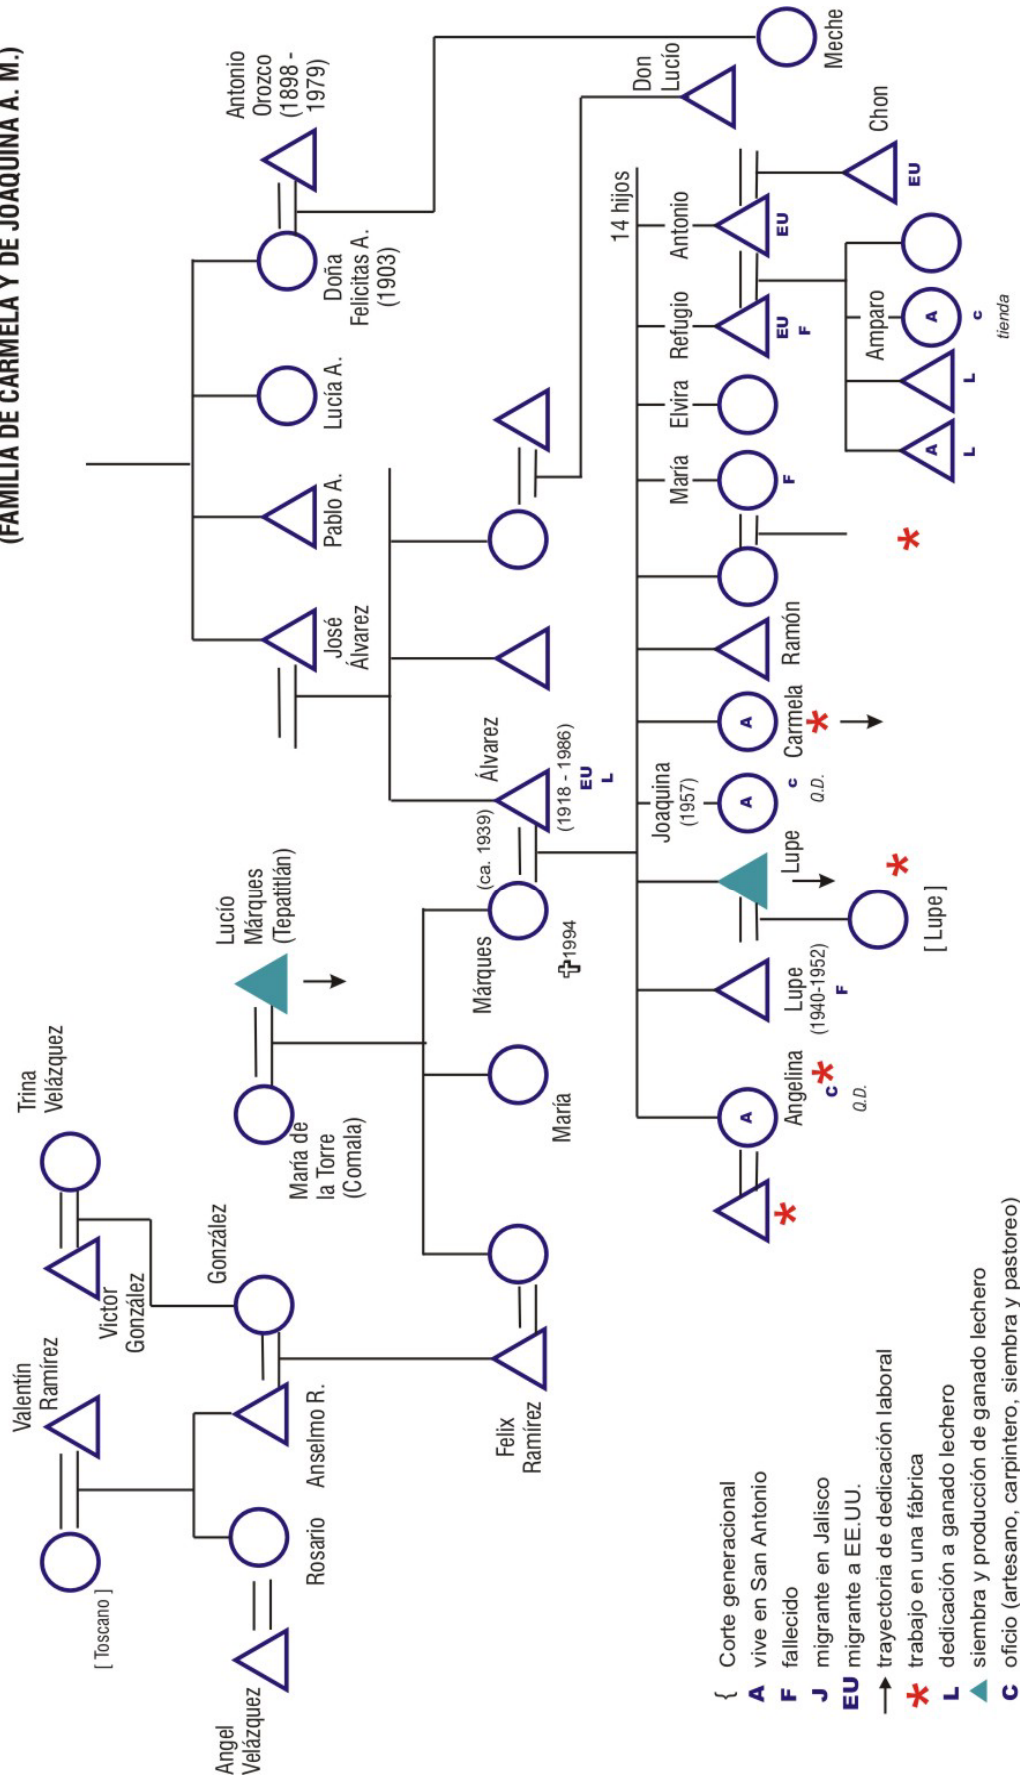 (FAMILIA DE CARMELA Y DE JOAQUINA A. M.)
Trina
Velázquez
Valentín
Ramírez
Victor
González
[ Toscano ]
Antonio
Orozco
(1898 -
1979)
Lucío
Márques
(Tepatitlán)
González
Doña
Felicitas A.
(1903)
Lucía A.
Pablo A.
José
Álvarez
María de
la Torre
(Comala)
Anselmo R.
Rosario
Angel
Velázquez
Felix
Ramírez
María
Márques
✞1994
(ca. 1939)
Álvarez
(1918 - 1986)
EU
L
Don
Lucío
Meche
14 hijos
Angelina
C *
Q.D.
A
*
Lupe
(1940-1952)
F
Lupe
[ Lupe ]
*
Joaquina
(1957)
A
C
Q.D.
A
Carmela
*
Ramón
*
María
F
Elvira
Refugio
EU
F
Antonio
EU
Chon
EU
A
L
L
Amparo
A
C
tienda
{ Corte generacional
A vive en San Antonio
F fallecido
J migrante en Jalisco
EU migrante a EE.UU.
→ trayectoria de dedicación laboral
* trabajo en una fábrica
L dedicación a ganado lechero
▲ siembra y producción de ganado lechero
C oficio (artesano, carpintero, siembra y pastoreo)